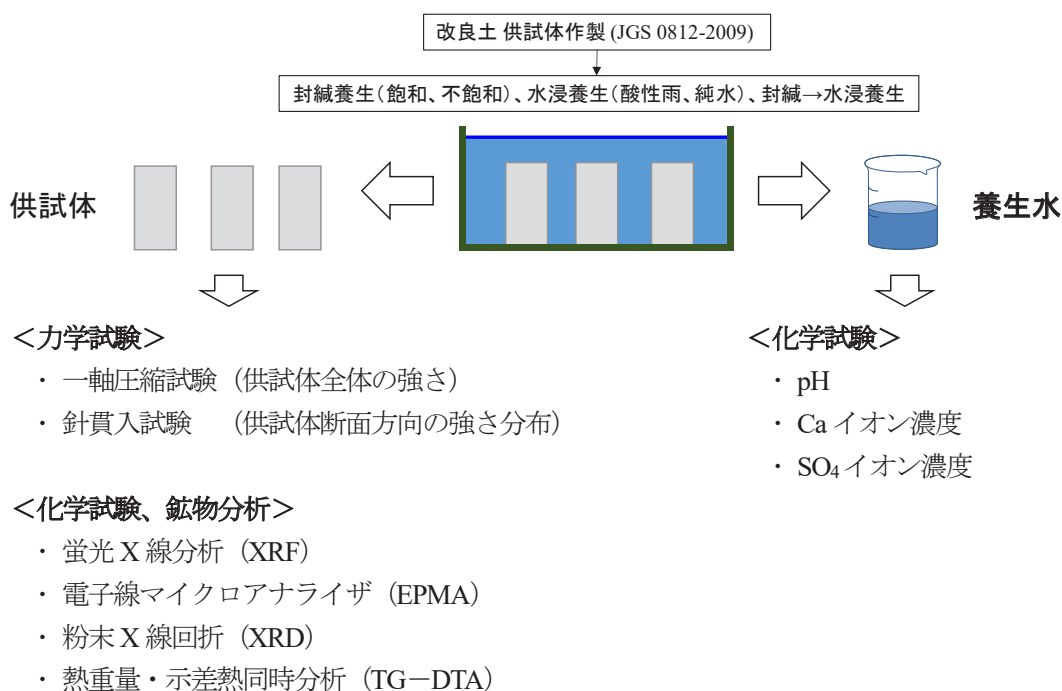 改良土 供試体作製 (JGS 0812-2009)
封緘養生(飽和、不飽和)、水浸養生(酸性雨、純水)、封緘→水浸養生
供試体
養生水
＜力学試験＞
・ 一軸圧縮試験（供試体全体の強さ）
・ 針貫入試験　（供試体断面方向の強さ分布）
＜化学試験、鉱物分析＞
・ 蛍光 X 線分析（XRF）
・ 電子線マイクロアナライザ（EPMA）
・ 粉末 X 線回折（XRD）
・ 熱重量・示差熱同時分析（TG－DTA）
＜化学試験＞
・ pH
・ Ca イオン濃度
・ SO₄ イオン濃度